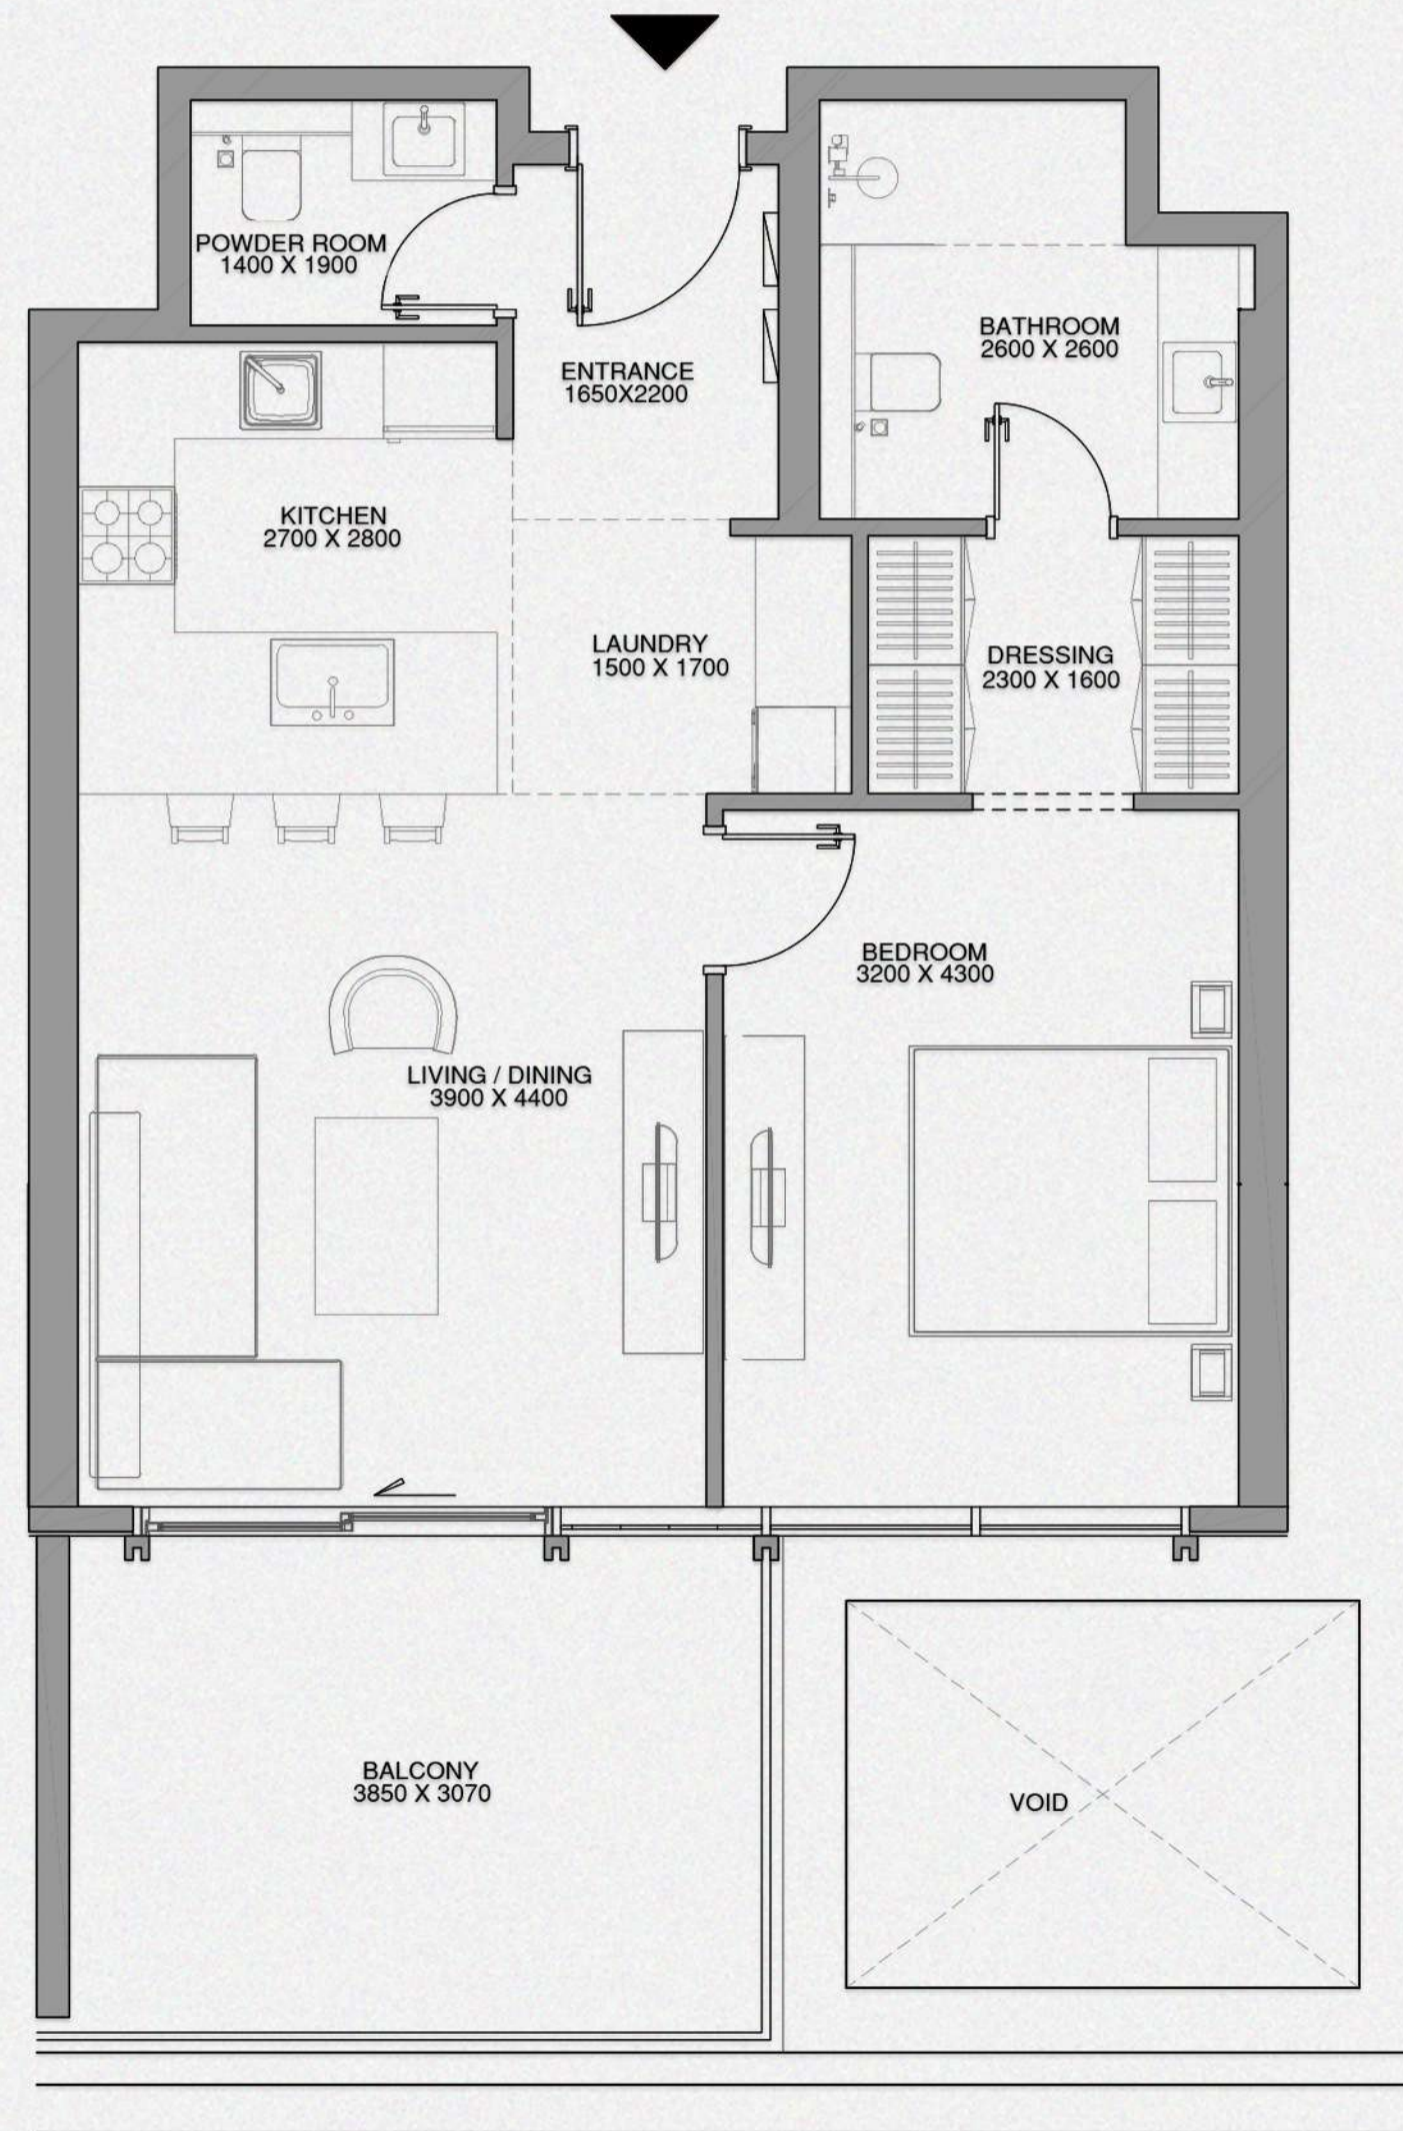 POWDER ROOM
1400 X 1900
ENTRANCE
1650X2200
BATHROOM
2600 X 2600
KITCHEN
2700 X 2800
LAUNDRY
1500 X 1700
DRESSING
2300 X 1600
BEDROOM
3200 X 4300
LIVING / DINING
3900 X 4400
BALCONY
3850 X 3070
VOID